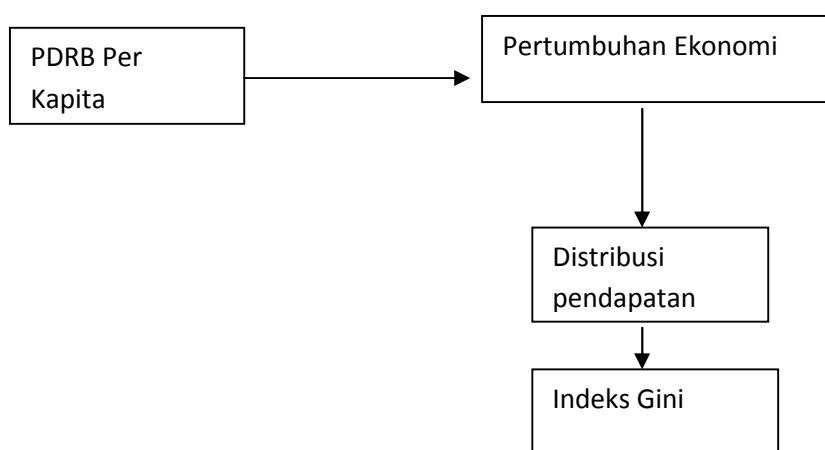 PDRB Per
Kapita
Pertumbuhan Ekonomi
Distribusi
pendapatan
Indeks Gini